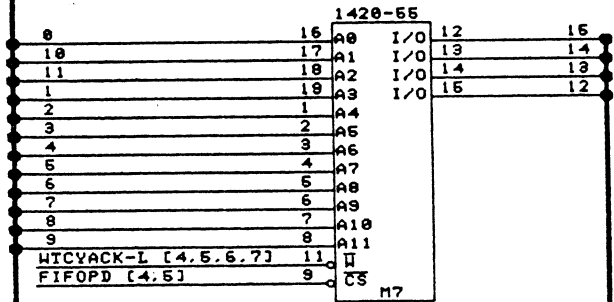 1420-55
0 16 A0 I/O 12 15
10 17 A1 I/O 13 14
11 18 A2 I/O 14 13
1 19 A3 I/O 15 12
2 1 A4
3 2 A5
4 3 A6
5 4 A7
6 5 A8
7 6 A9
8 7 A10
9 8 A11
WTCYACK-L [4,5,6,7] 11 W
FIFOPD [4,5] 9 CS
M7